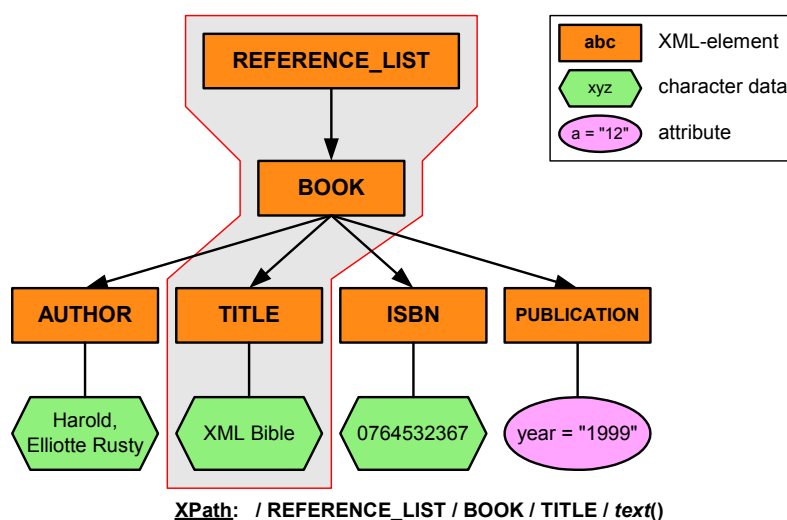 REFERENCE_LIST
abc
XML-element
xyz
character data
a = "12"
attribute
BOOK
AUTHOR
TITLE
ISBN
PUBLICATION
Harold,
Elliotte Rusty
XML Bible
0764532367
year = "1999"
XPath: / REFERENCE_LIST / BOOK / TITLE / text()